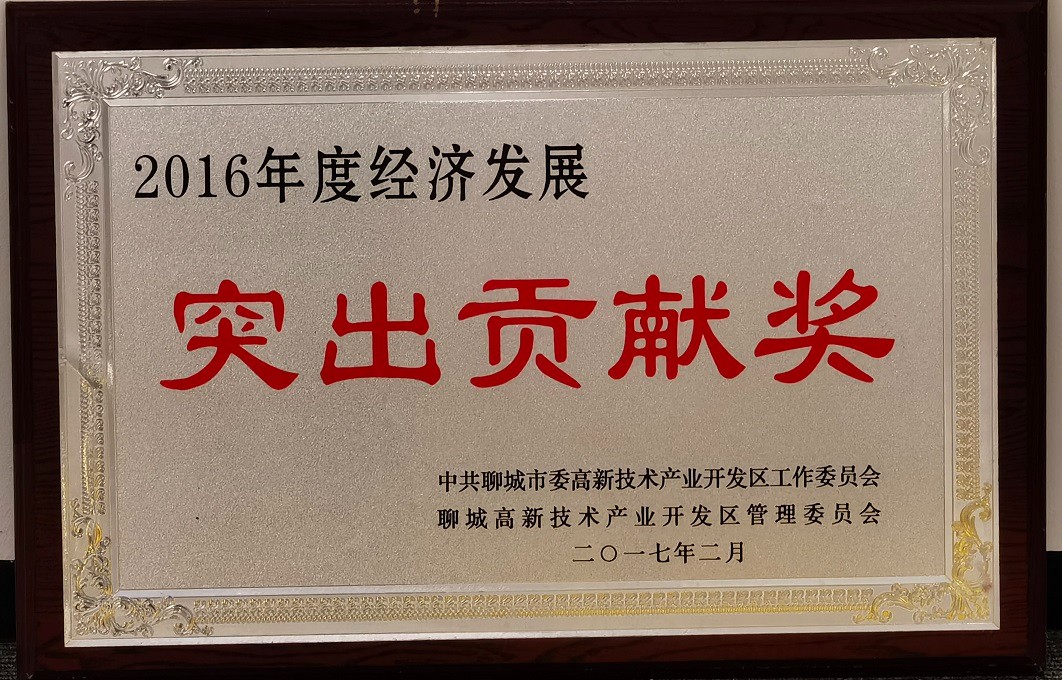 2016年度经济发展
突出贡献奖
中共聊城市委高新技术产业开发区工作委员会
聊城高新技术产业开发区管理委员会
二〇一七年二月